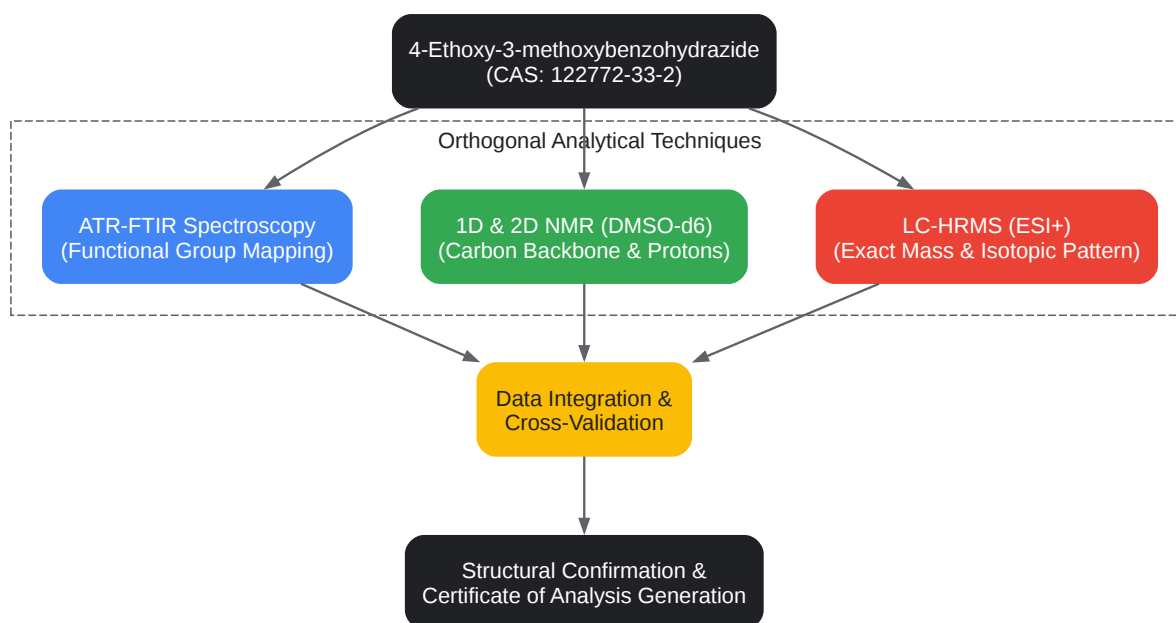 4-Ethoxy-3-methoxybenzohydrazide
(CAS: 122772-33-2)
Orthogonal Analytical Techniques
ATR-FTIR Spectroscopy
(Functional Group Mapping)
1D & 2D NMR (DMSO-d6)
(Carbon Backbone & Protons)
LC-HRMS (ESI+)
(Exact Mass & Isotopic Pattern)
Data Integration &
Cross-Validation
Structural Confirmation &
Certificate of Analysis Generation